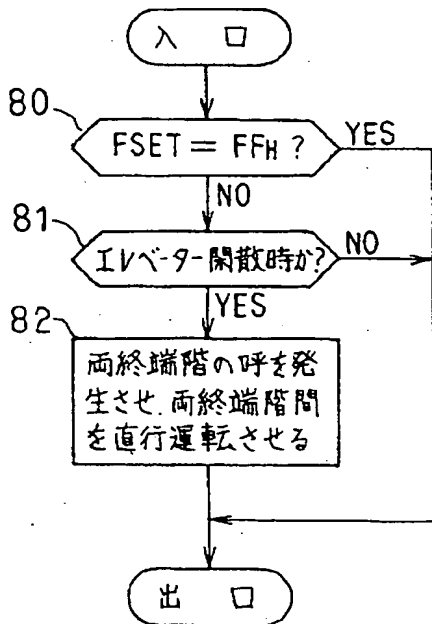 入 口
80
FSET = FFH ?
YES
NO
81
エレベーター閑散時か?
NO
YES
82
両終端階の呼を発
生させ、両終端階間
を直行運転させる
出 口